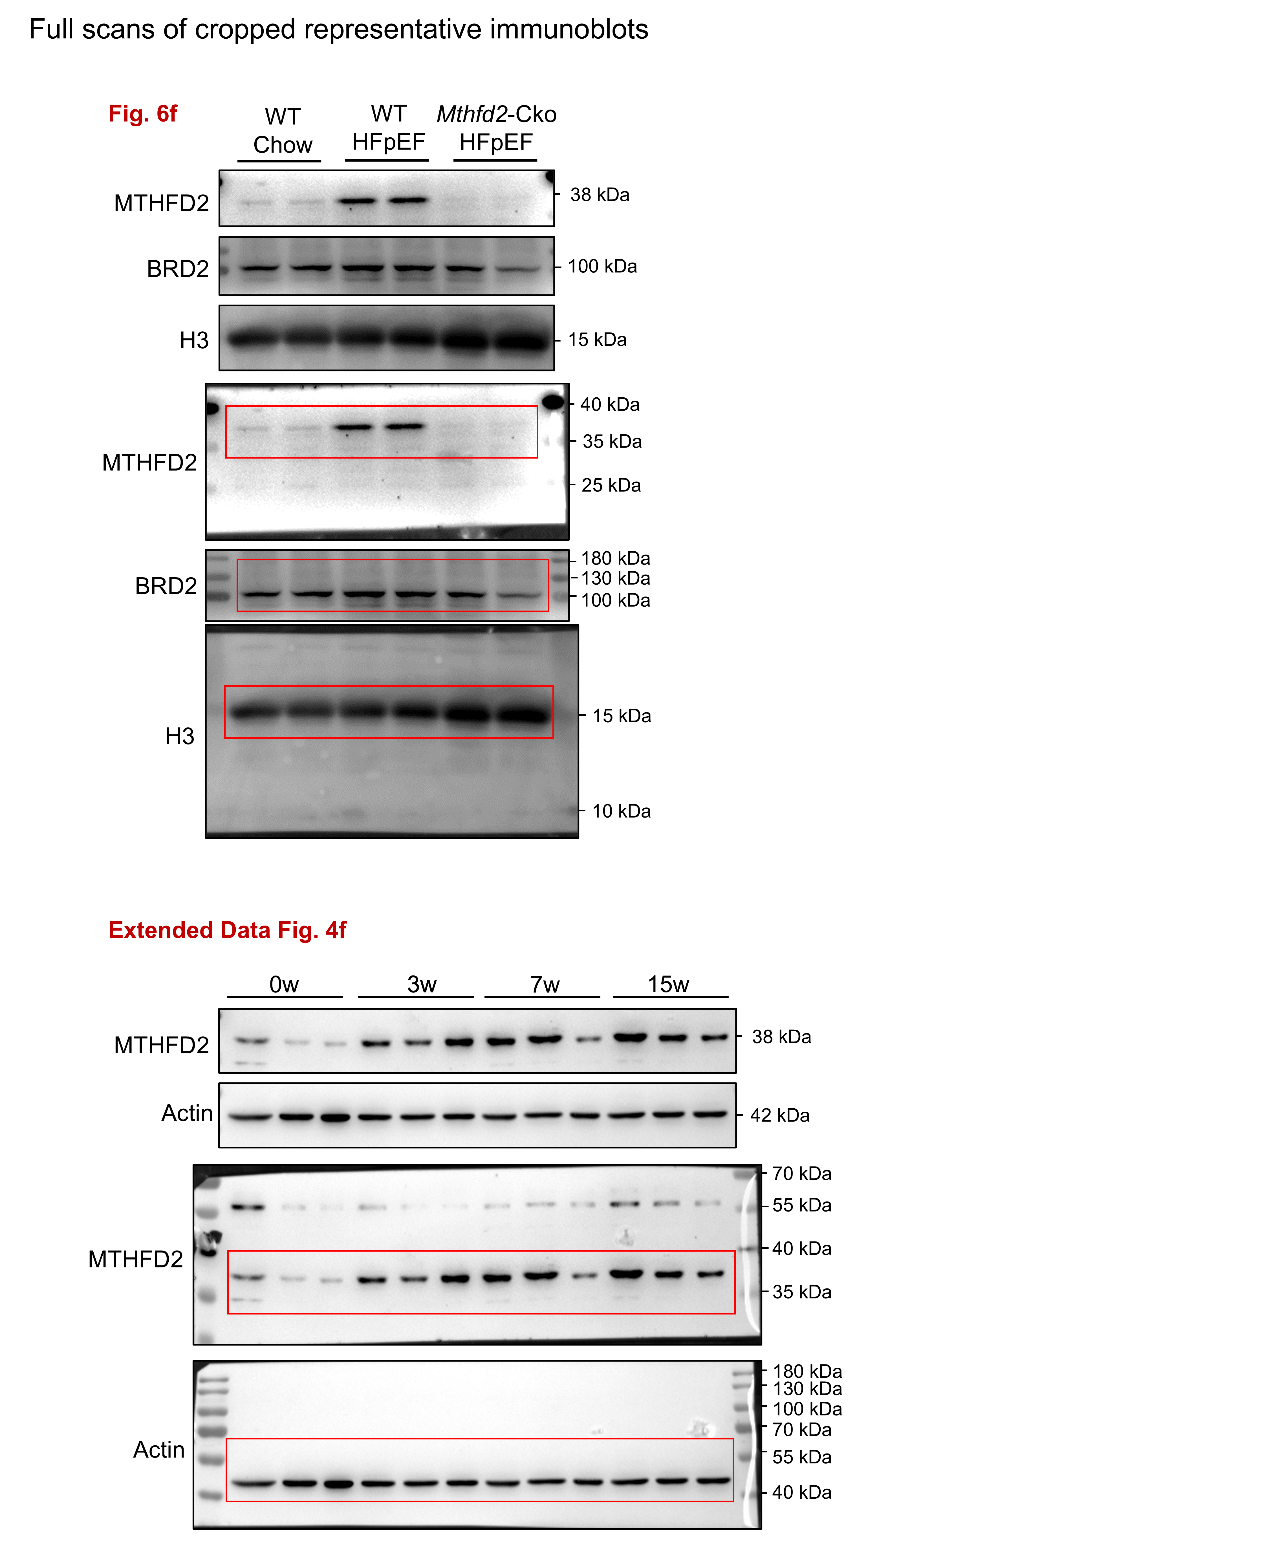 Full scans of cropped representative immunoblots
Fig. 6f
WT
Chow
WT
HFpEF
Mthfd2-Cko
HFpEF
MTHFD2
38 kDa
BRD2
100 kDa
H3
15 kDa
MTHFD2
40 kDa
35 kDa
25 kDa
BRD2
180 kDa
130 kDa
100 kDa
H3
15 kDa
10 kDa
Extended Data Fig. 4f
0w 3w 7w 15w
MTHFD2
38 kDa
Actin
42 kDa
MTHFD2
70 kDa
55 kDa
40 kDa
35 kDa
Actin
180 kDa
130 kDa
100 kDa
70 kDa
55 kDa
40 kDa